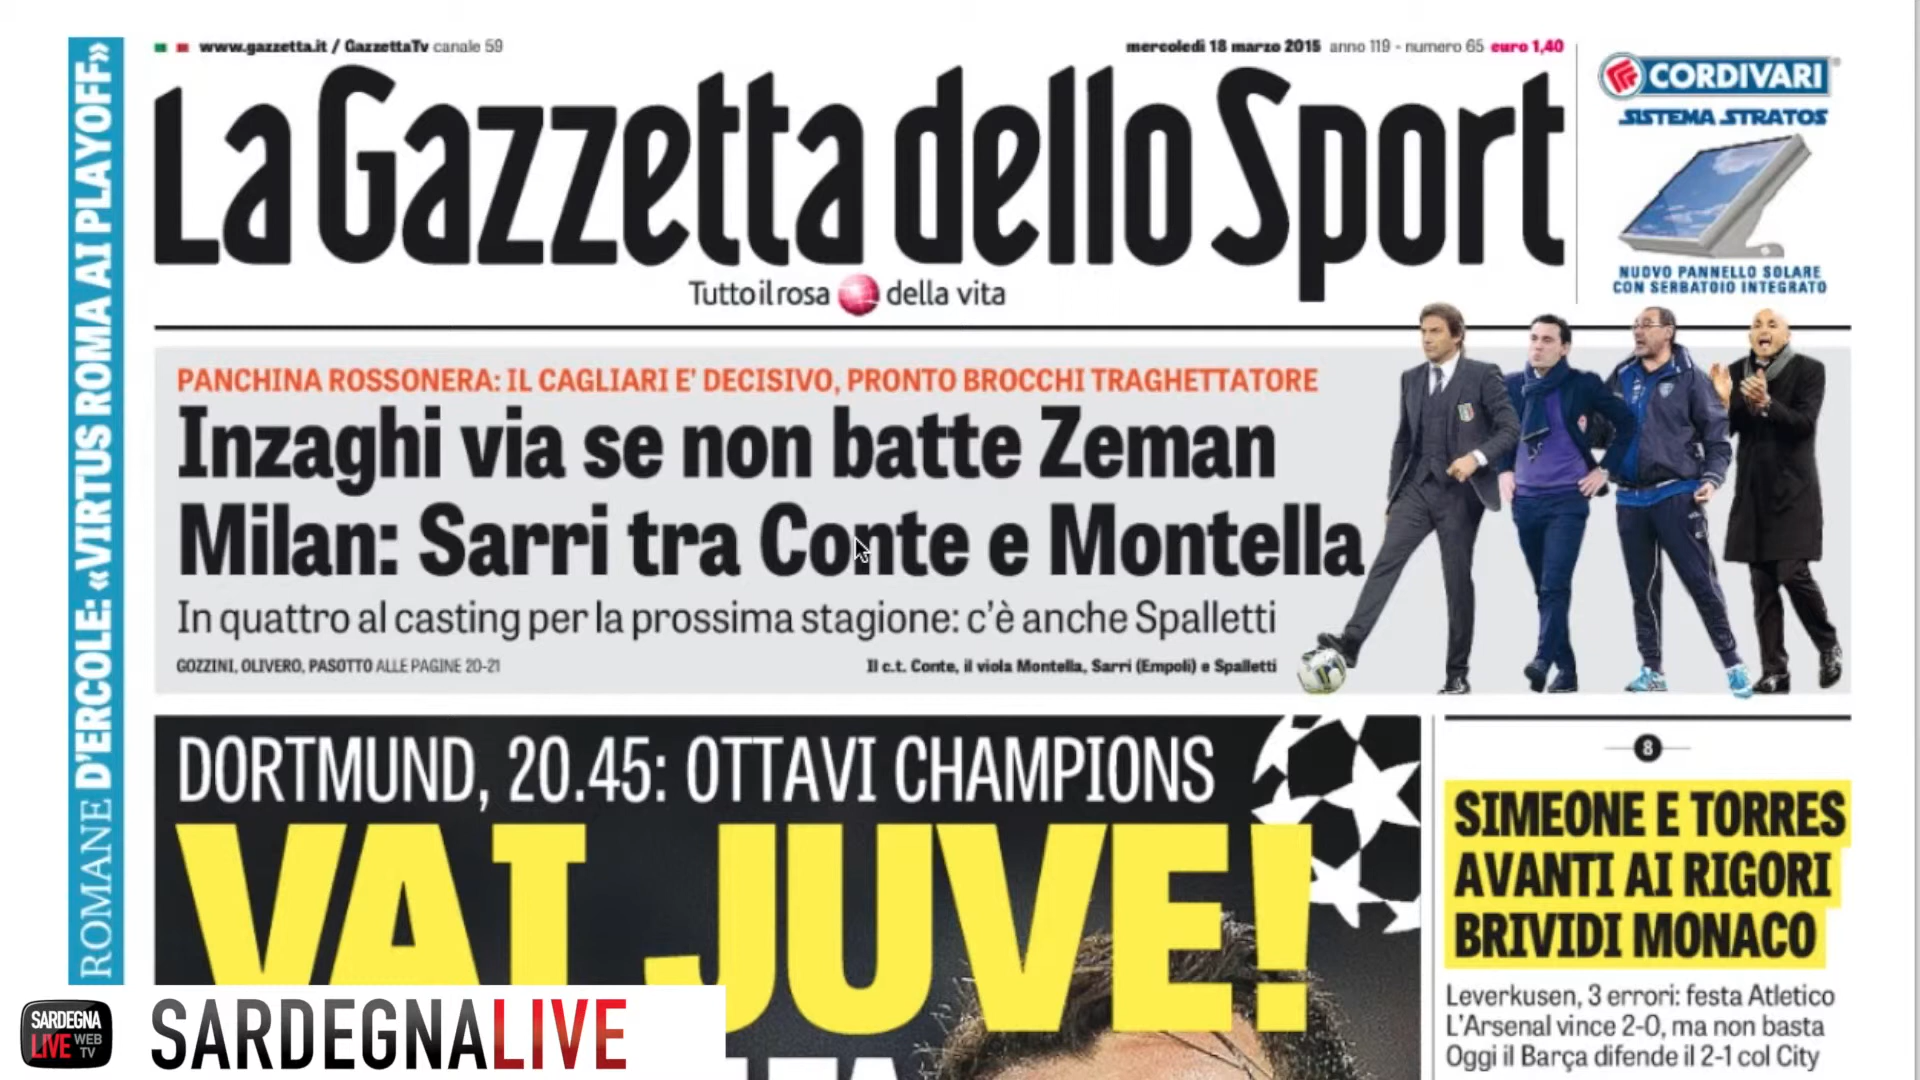 ROMANE D'ERCOLE: «VIRTUS ROMA AI PLAYOFF»
www.gazzetta.it / GazzettaTv canale 59
mercoledì 18 marzo 2015 anno 119 - numero 65 euro 1,40
La Gazzetta dello Sport
Tutto il rosa della vita
CORDIVARI
SISTEMA STRATOS
NUOVO PANNELLO SOLARE
CON SERBATOIO INTEGRATO
PANCHINA ROSSONERA: IL CAGLIARI E' DECISIVO, PRONTO BROCCHI TRAGHETTATORE
Inzaghi via se non batte Zeman
Milan: Sarri tra Conte e Montella
In quattro al casting per la prossima stagione: c'è anche Spalletti
GOZZINI, OLIVERO, PASOTTO ALLE PAGINE 20-21
Il c.t. Conte, il viola Montella, Sarri (Empoli) e Spalletti
DORTMUND, 20.45: OTTAVI CHAMPIONS
VAI JUVE!
8
SIMEONE E TORRES
AVANTI AI RIGORI
BRIVIDI MONACO
Leverkusen, 3 errori: festa Atletico
L'Arsenal vince 2-0, ma non basta
Oggi il Barça difende il 2-1 col City
SARDEGNA
LIVE WEB
TV
SARDEGNALIVE